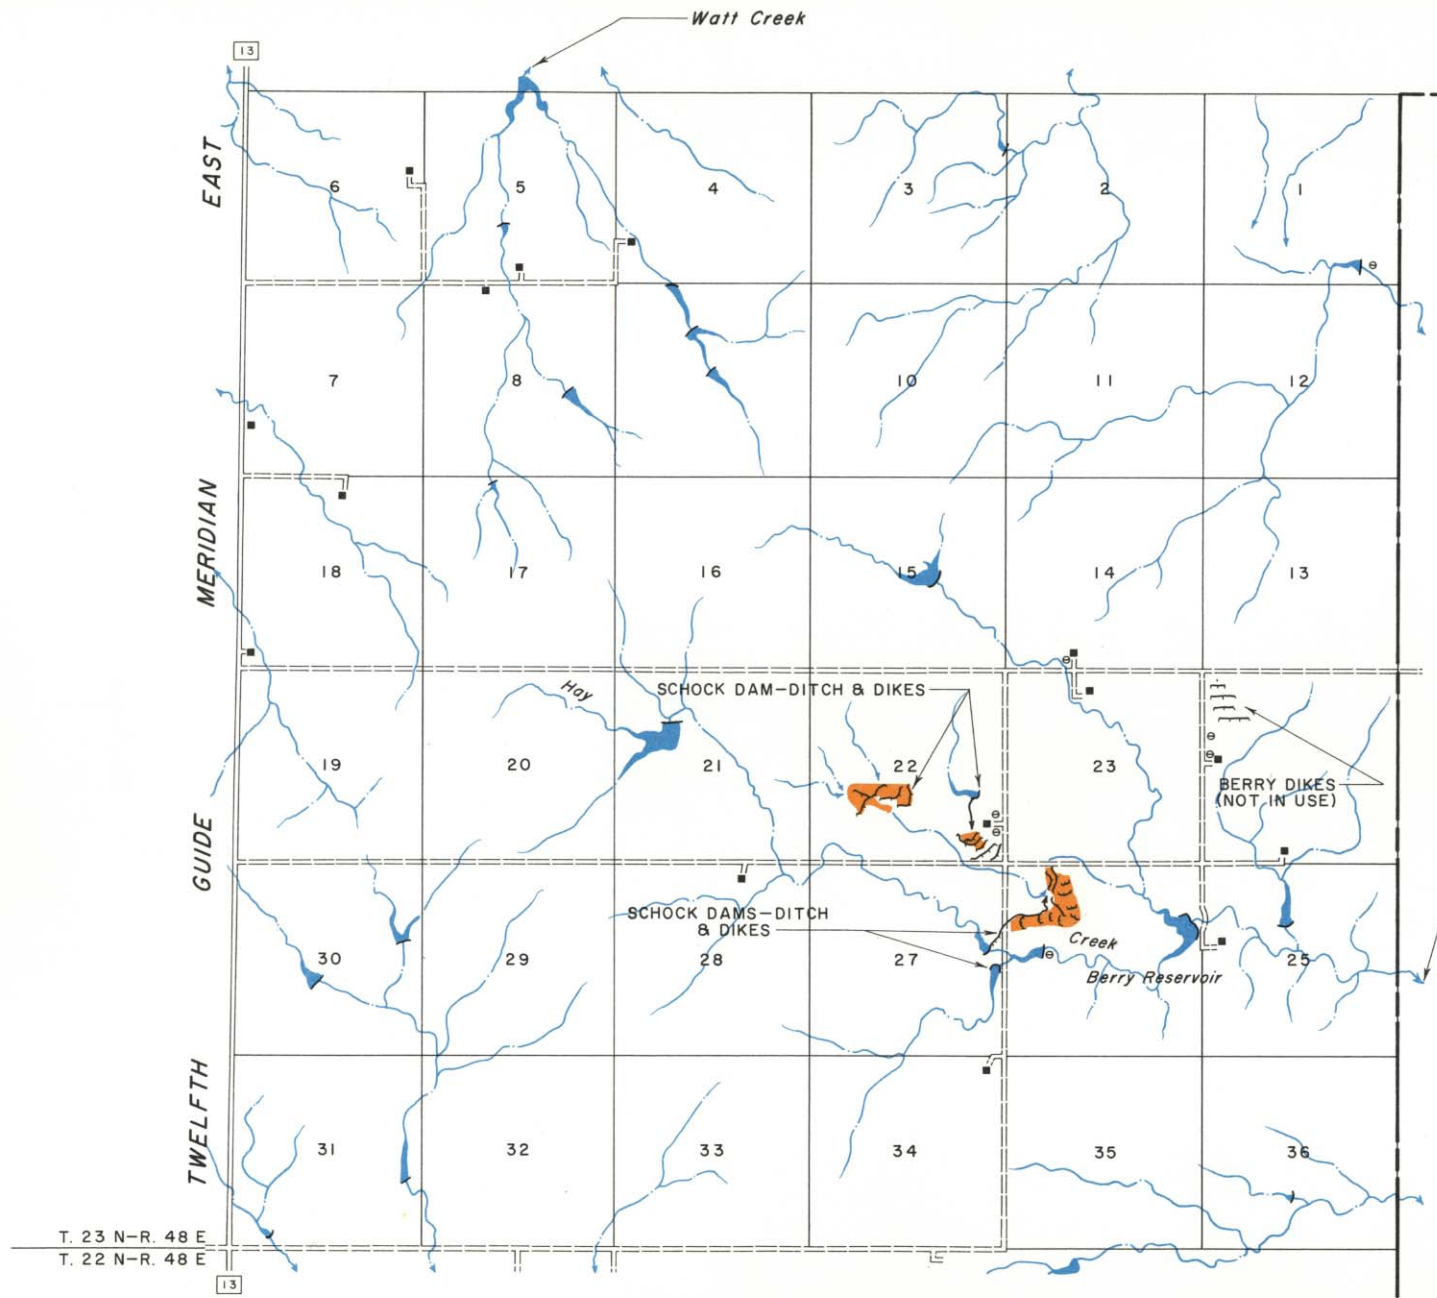 Watt Creek
13
EAST
6
5
4
3
2
1
7
8
10
11
12
MERIDIAN
18
17
16
15
14
13
Hay
SCHOCK DAM-DITCH & DIKES
19
20
21
22
23
BERRY DIKES
(NOT IN USE)
GUIDE
SCHOCK DAMS-DITCH
& DIKES
Creek
30
29
28
27
Berry Reservoir
25
TWELFTH
31
32
33
34
35
36
T. 23 N-R. 48 E
T. 22 N-R. 48 E
13